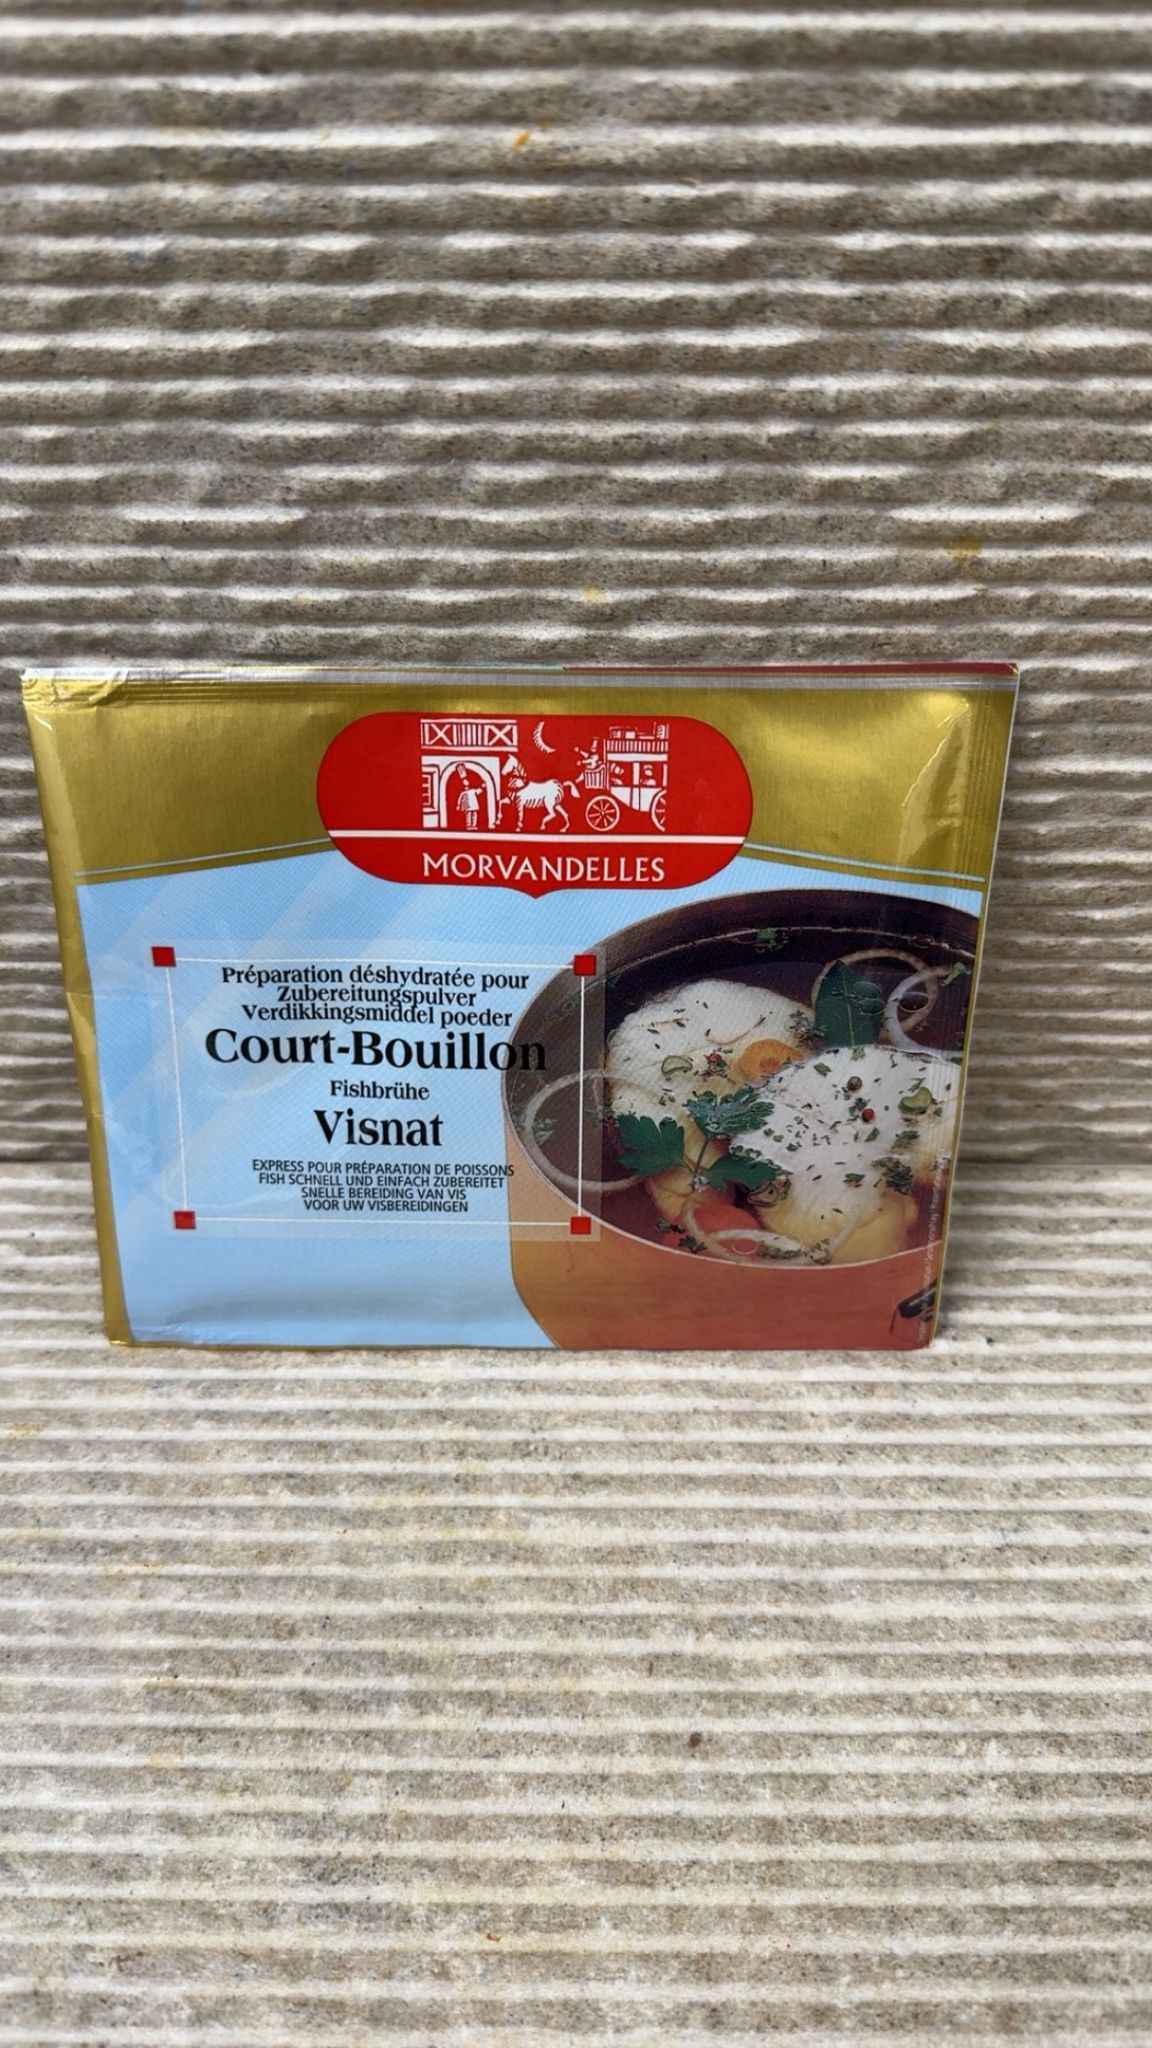 MORVANDELLES
Préparation déshydratée pour
Zubereitungspulver
Verdikkingsmiddel poeder
Court-Bouillon
Fishbrühe
Visnat
EXPRESS POUR PRÉPARATION DE POISSONS
FISH SCHNELL UND EINFACH ZUBEREITET
SNELLE BEREIDING VAN VIS
VOOR UW VISBEREIDINGEN